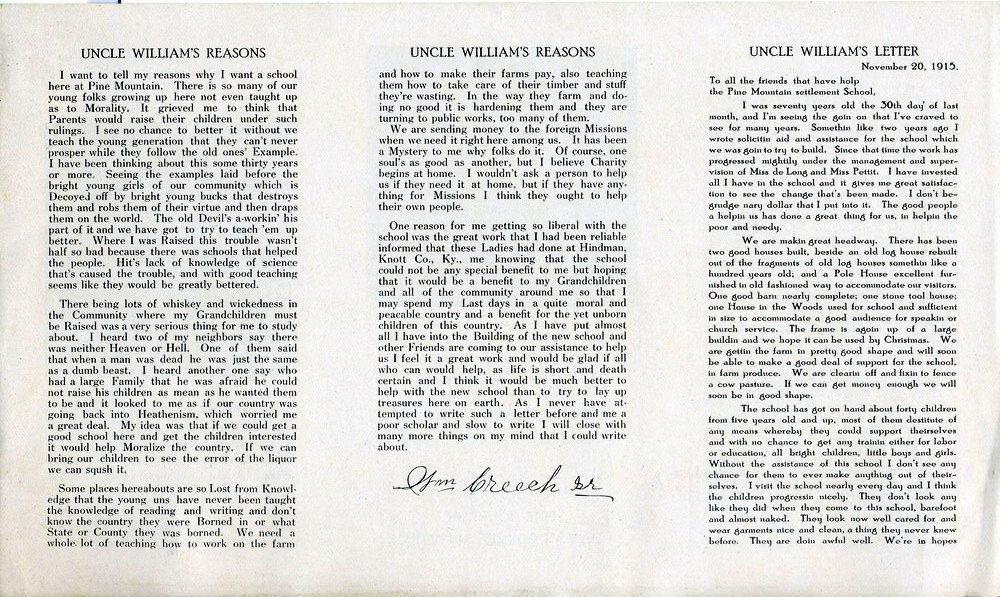 UNCLE WILLIAM'S REASONS
I want to tell my reasons why I want a school
here at Pine Mountain. There is so many of our
young folks growing up here not even taught up
as to Morality. It grieved me to think that
Parents would raise their children under such
rulings. I see no chance to better it without we
teach the young generation that they can't never
prosper while they follow the old ones' Example.
I have been thinking about this some thirty years
or more. Seeing the examples laid before the
bright young girls of our community which is
Decoyed off by bright young bucks that destroys
them and robs them of their virtue and then draps
them on the world. The old Devil's a-workin' his
part of it and we have got to try to teach 'em up
better. Where I was Raised this trouble wasn't
half so bad because there was schools that helped
the people. Hit's lack of knowledge of science
that's caused the trouble, and with good teaching
seems like they would be greatly bettered.
There being lots of whiskey and wickedness in
the Community where my Grandchildren must
be Raised was a very serious thing for me to study
about. I heard two of my neighbors say there
was neither Heaven or Hell. One of them said
that when a man was dead he was just the same
as a dumb beast. I heard another one say who
had a large Family that he was afraid he could
not raise his children as mean as he wanted them
to be and it looked to me as if our country was
going back into Heathenism, which worried me
a great deal. My idea was that if we could get a
good school here and get the children interested
it would help Moralize the country. If we can
bring our children to see the error of the liquor
we can sqush it.
Some places hereabouts are so Lost from Knowl-
edge that the young uns have never been taught
the knowledge of reading and writing and don't
know the country they were Borned in or what
State or County they was borned. We need a
whole lot of teaching how to work on the farm
UNCLE WILLIAM'S REASONS
and how to make their farms pay, also teaching
them how to take care of their timber and stuff
they're wasting. In the way they farm and do-
ing no good it is hardening them and they are
turning to public works, too many of them.
We are sending money to the foreign Missions
when we need it right here among us. It has been
a Mystery to me why folks do it. Of course, one
soul's as good as another, but I believe Charity
begins at home. I wouldn't ask a person to help
us if they need it at home, but if they have any-
thing for Missions I think they ought to help
their own people.
One reason for me getting so liberal with the
school was the great work that I had been reliable
informed that these Ladies had done at Hindman,
Knott Co., Ky., me knowing that the school
could not be any special benefit to me but hoping
that it would be a benefit to my Grandchildren
and all of the community around me so that I
may spend my Last days in a quite moral and
peacable country and a benefit for the yet unborn
children of this country. As I have put almost
all I have into the Building of the new school and
other Friends are coming to our assistance to help
us I feel it a great work and would be glad if all
who can would help, as life is short and death
certain and I think it would be much better to
help with the new school than to try to lay up
treasures here on earth. As I never have at-
tempted to write such a letter before and me a
poor scholar and slow to write I will close with
many more things on my mind that I could write
about.
Wm Creech Sr
UNCLE WILLIAM'S LETTER
November 20, 1915.
To all the friends that have holp
the Pine Mountain settlement School,
I was seventy years old the 30th day of last
month, and I'm seeing the goin on that I've craved to
see for many years. Somethin like two years ago I
wrote solicitin aid and assistance for the school which
we was goin to try to build. Since that time the work has
progressed mightily under the management and super-
vision of Miss de Long and Miss Pettit. I have invested
all I have in the school and it gives me great satisfac-
tion to see the change that's been made. I don't be-
grudge nary dollar that I put into it. The good people
a helpin us has done a great thing for us, in helpin the
poor and needy.
We are makin great headway. There has been
two good houses built, beside an old log house rebuilt
out of the fragments of old log houses somethin like a
hundred years old; and a Pole House excellent fur-
nished in old fashioned way to accommodate our visitors.
One good barn nearly complete; one stone tool house;
one House in the Woods used for school and sufficient
in size to accommodate a good audience for speakin or
church service. The frame is agoin up of a large
buildin and we hope it can be used by Christmas. We
are gettin the farm in pretty good shape and will soon
be able to make a good deal of support for the school,
in farm produce. We are clearin off and fixin to fence
a cow pasture. If we can get money enough we will
soon be in good shape.
The school has got on hand about forty children
from five years old and up, most of them destitute of
any means whereby they could support theirselves
and with no chance to get any trainin either for labor
or education, all bright children, little boys and girls.
Without the assistance of this school I don't see any
chance for them to ever make anything out of their-
selves. I visit the school nearly every day and I think
the children progressin nicely. They don't look any
like they did when they come to this school, barefoot
and almost naked. They look now well cared for and
wear garments nice and clean, a thing they never knew
before. They are doin awful well. We're in hopes